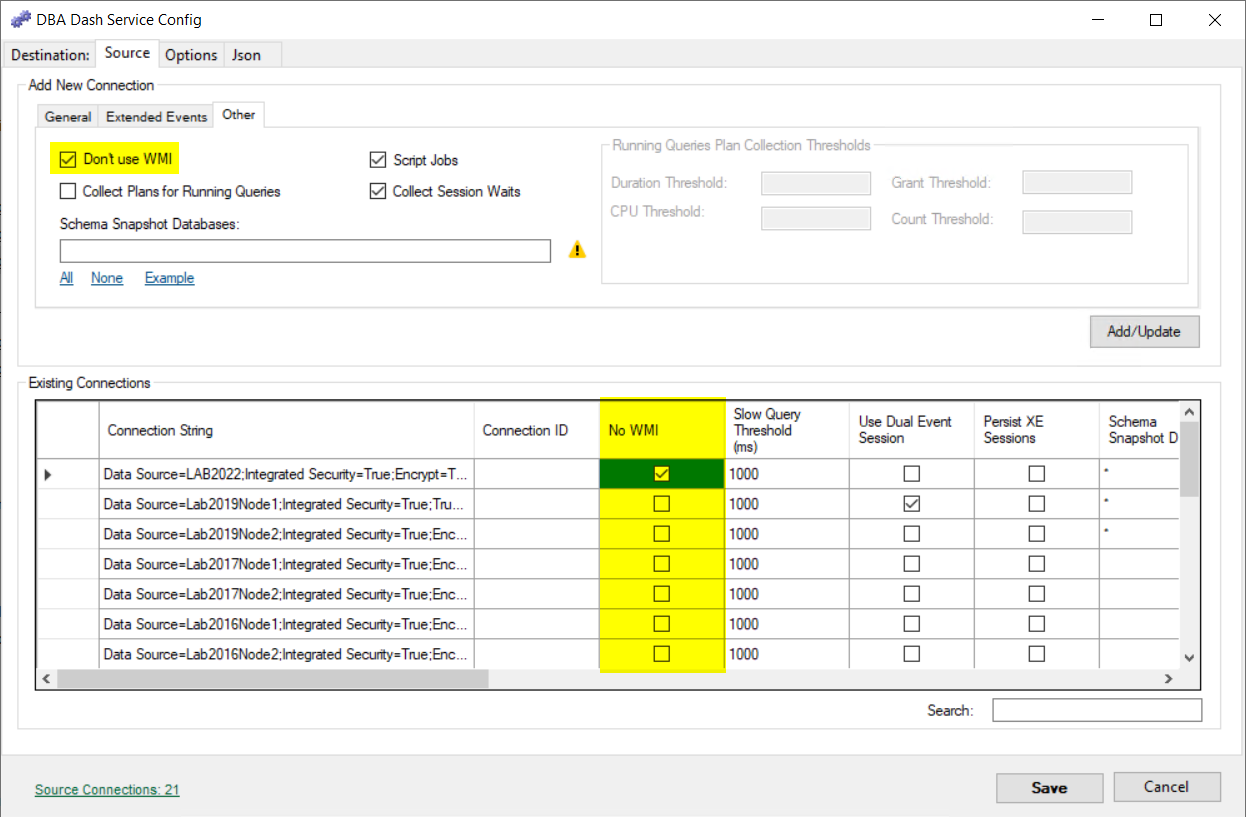 DBA Dash Service Config
Destination: Source Options Json
Add New Connection
General Extended Events Other
Don't use WMI
Script Jobs
Collect Plans for Running Queries
Collect Session Waits
Schema Snapshot Databases:
All None Example
Running Queries Plan Collection Thresholds
Duration Threshold:
Grant Threshold:
CPU Threshold:
Count Threshold:
Add/Update
Existing Connections
Connection String
Connection ID
No WMI
Slow Query
Threshold
(ms)
Use Dual Event
Session
Persist XE
Sessions
Schema
Snapshot D
Data Source=LAB2022;Integrated Security=True;Encrypt=T... 1000 *
Data Source=Lab2019Node1;Integrated Security=True;Tru... 1000 *
Data Source=Lab2019Node2;Integrated Security=True;Enc... 1000 *
Data Source=Lab2017Node1;Integrated Security=True;Enc... 1000
Data Source=Lab2017Node2;Integrated Security=True;Enc... 1000
Data Source=Lab2016Node1;Integrated Security=True;Enc... 1000
Data Source=Lab2016Node2;Integrated Security=True;Enc... 1000
Search:
Source Connections: 21
Save
Cancel